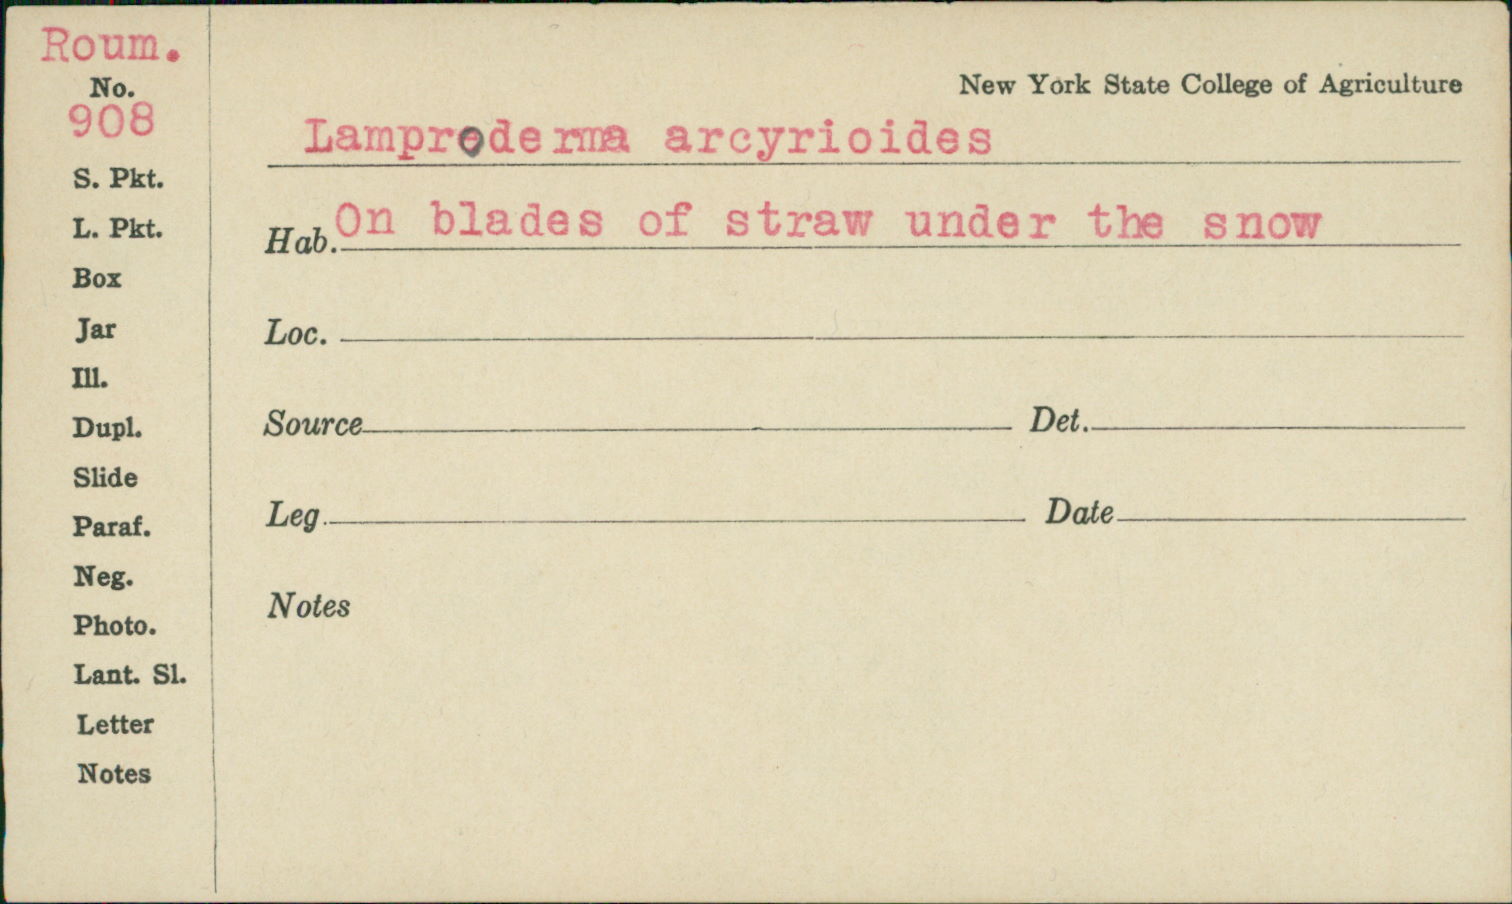 Roum.
No.
908
S. Pkt.
L. Pkt.
Box
Jar
Ill.
Dupl.
Slide
Paraf.
Neg.
Photo.
Lant. Sl.
Letter
Notes
New York State College of Agriculture
Lamproderma arcyrioides
Hab. On blades of straw under the snow
Loc.
Source Det.
Leg. Date
Notes